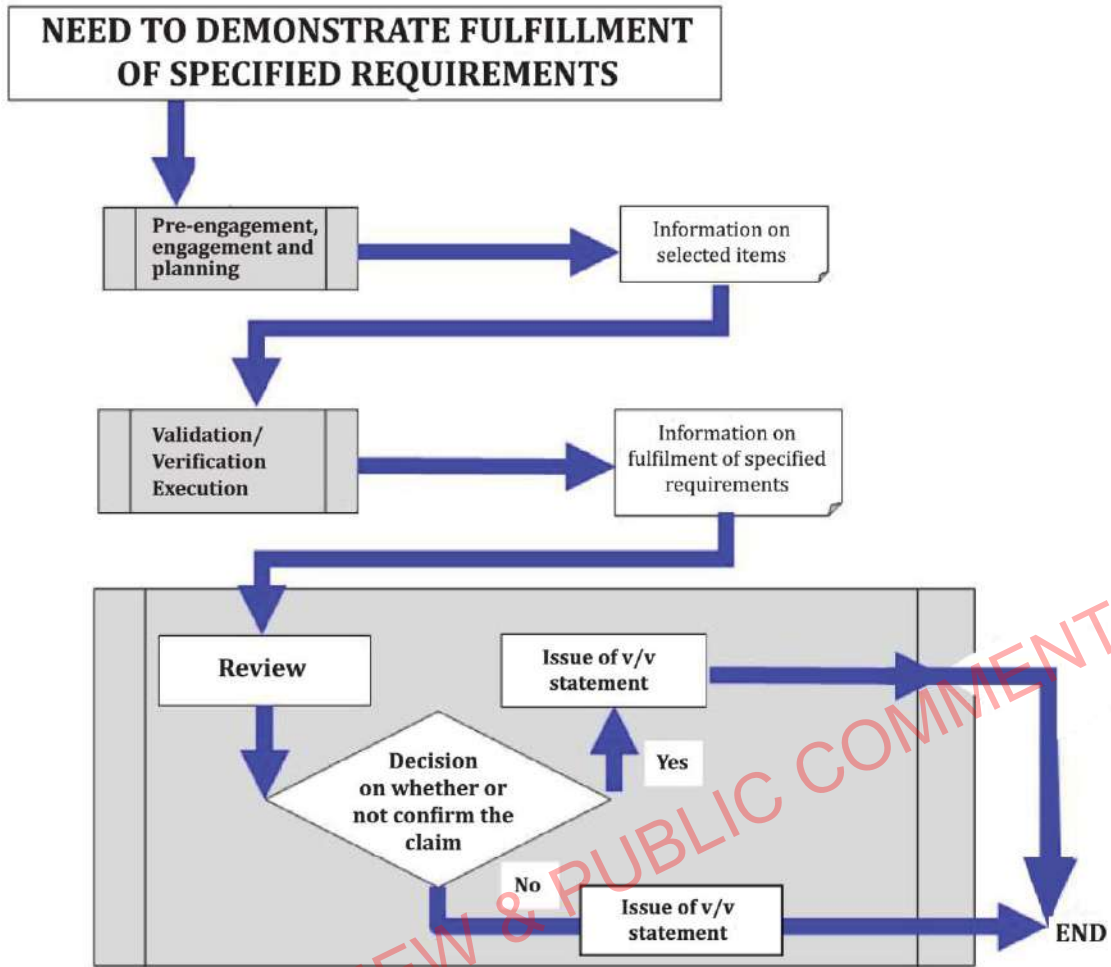 NEED TO DEMONSTRATE FULFILLMENT
OF SPECIFIED REQUIREMENTS
Pre-engagement,
engagement and
planning
Information on
selected items
Validation/
Verification
Execution
Information on
fulfilment of specified
requirements
Review
Issue of v/v
statement
Decision
on whether or
not confirm the
claim
Yes
No
Issue of v/v
statement
END
& PUBLIC COMMENT